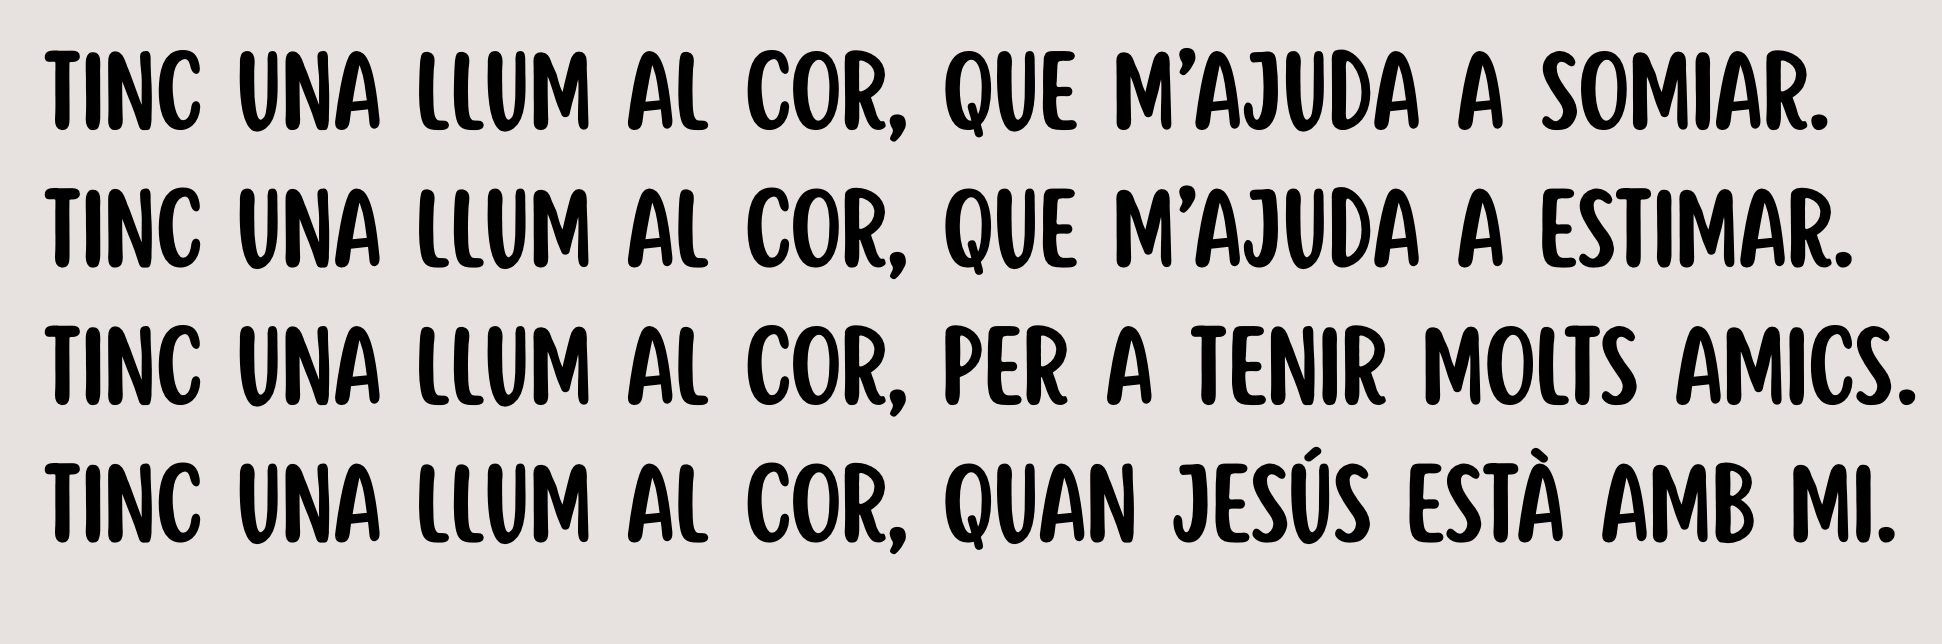 TINC UNA LLUM AL COR, QUE M’AJUDA A SOMIAR.
TINC UNA LLUM AL COR, QUE M’AJUDA A ESTIMAR.
TINC UNA LLUM AL COR, PER A TENIR MOLTS AMICS.
TINC UNA LLUM AL COR, QUAN JESÚS ESTÀ AMB MI.